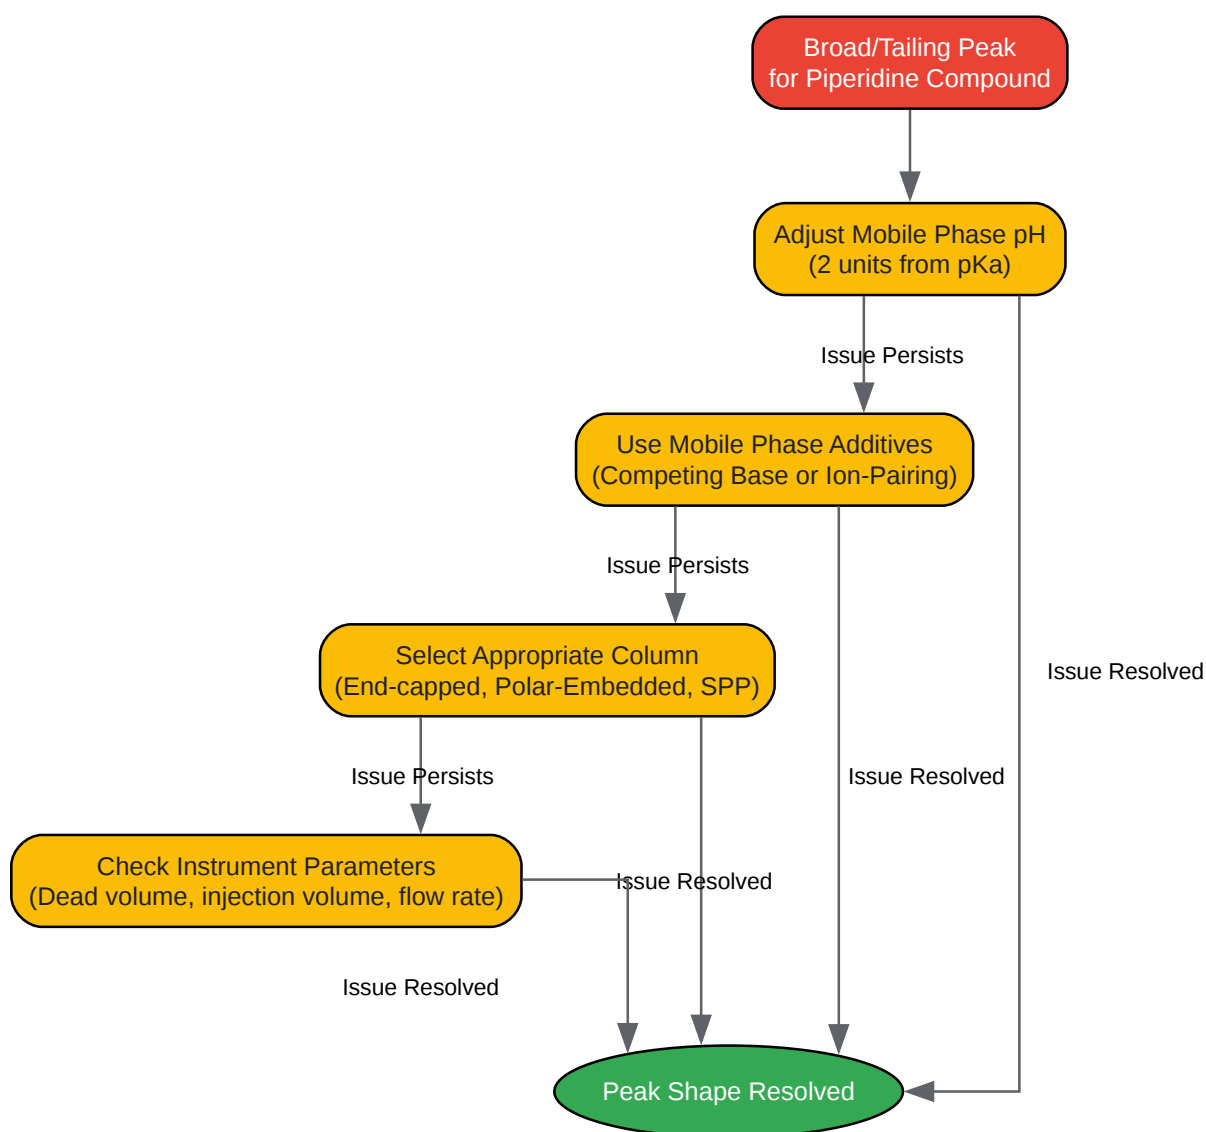 Broad/Tailing Peak
for Piperidine Compound
Adjust Mobile Phase pH
(2 units from pKa)
Issue Persists
Use Mobile Phase Additives
(Competing Base or Ion-Pairing)
Issue Persists
Select Appropriate Column
(End-capped, Polar-Embedded, SPP)
Issue Resolved
Issue Persists
Issue Resolved
Check Instrument Parameters
(Dead volume, injection volume, flow rate)
Issue Resolved
Issue Resolved
Peak Shape Resolved